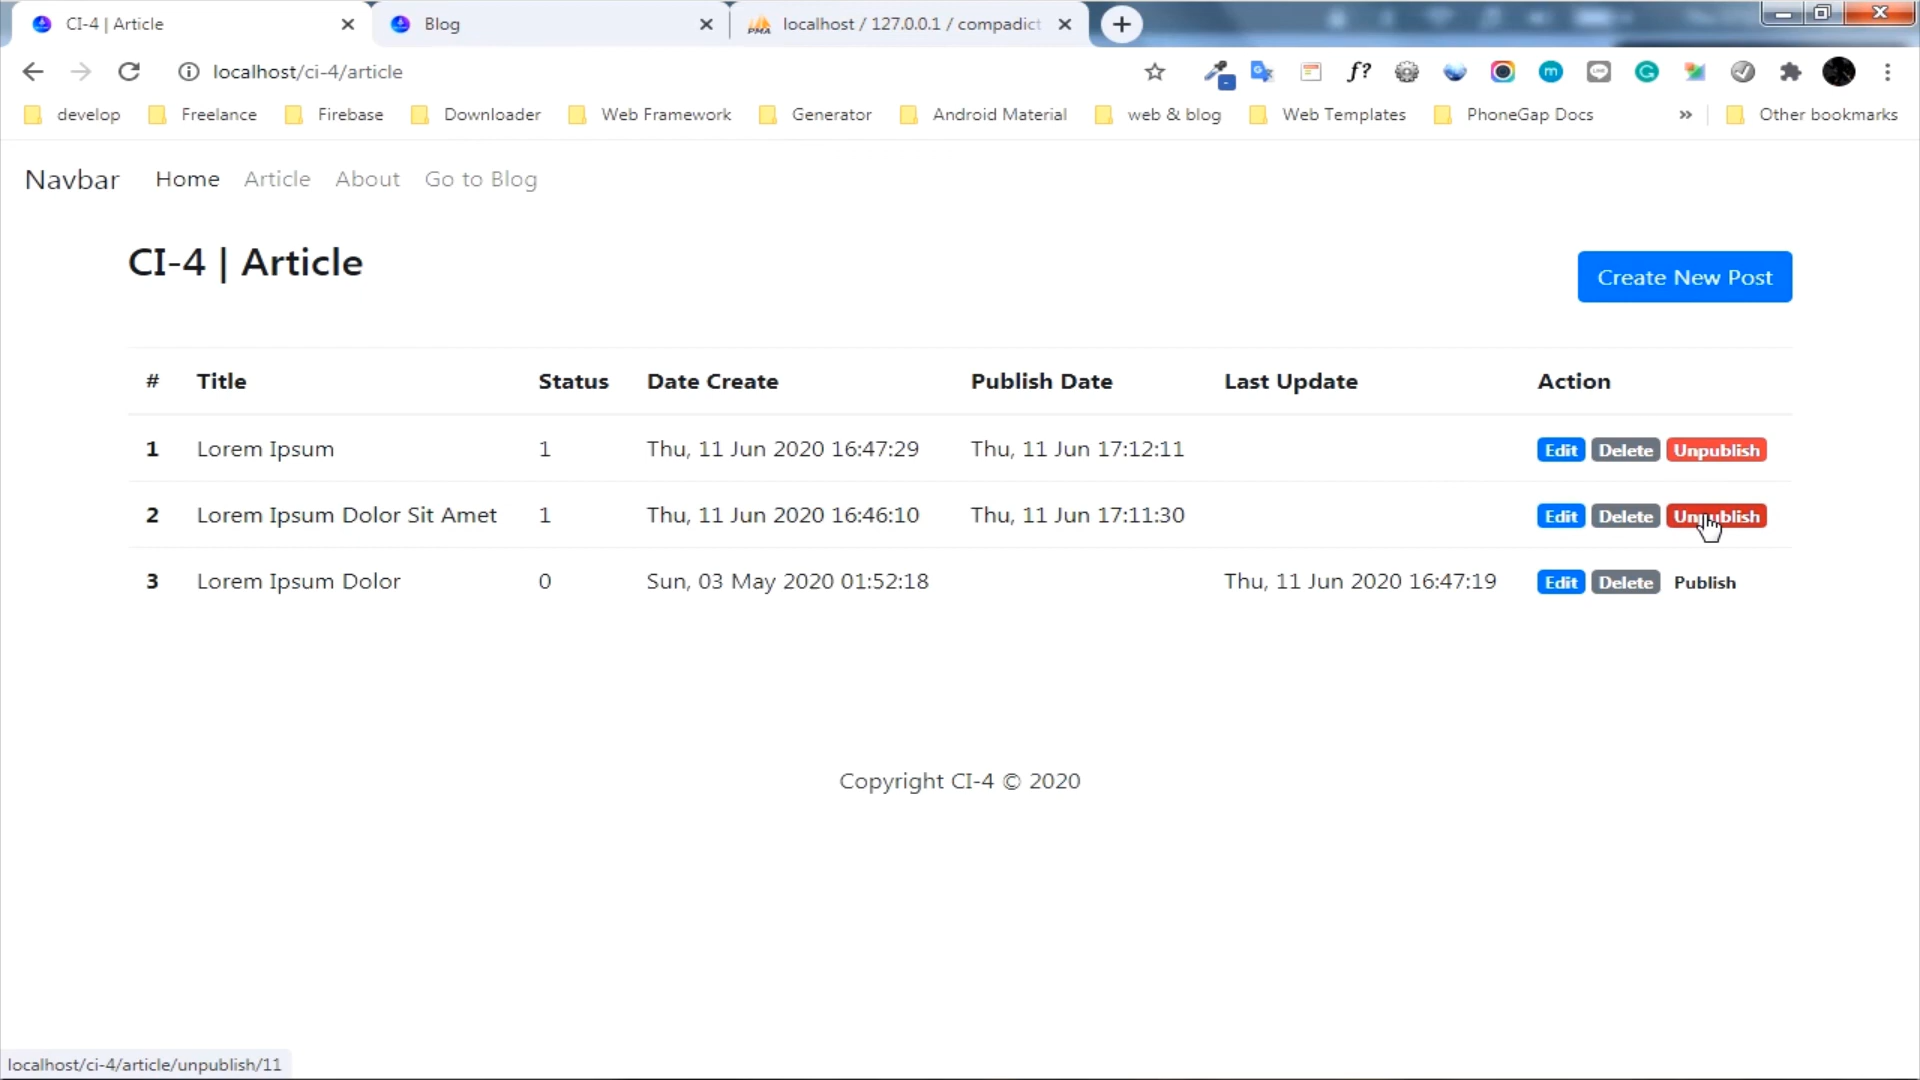 CI-4 | Article
Blog
PMA
localhost / 127.0.0.1 / compadict
localhost/ci-4/article
f?
m
develop
Freelance
Firebase
Downloader
Web Framework
Generator
Android Material
web & blog
Web Templates
PhoneGap Docs
»
Other bookmarks
Navbar Home Article About Go to Blog
CI-4 | Article
Create New Post
# Title Status Date Create Publish Date Last Update Action
1 Lorem Ipsum 1 Thu, 11 Jun 2020 16:47:29 Thu, 11 Jun 17:12:11 Edit Delete Unpublish
2 Lorem Ipsum Dolor Sit Amet 1 Thu, 11 Jun 2020 16:46:10 Thu, 11 Jun 17:11:30 Edit Delete Unpublish
3 Lorem Ipsum Dolor 0 Sun, 03 May 2020 01:52:18 Thu, 11 Jun 2020 16:47:19 Edit Delete Publish
Copyright CI-4 © 2020
localhost/ci-4/article/unpublish/11